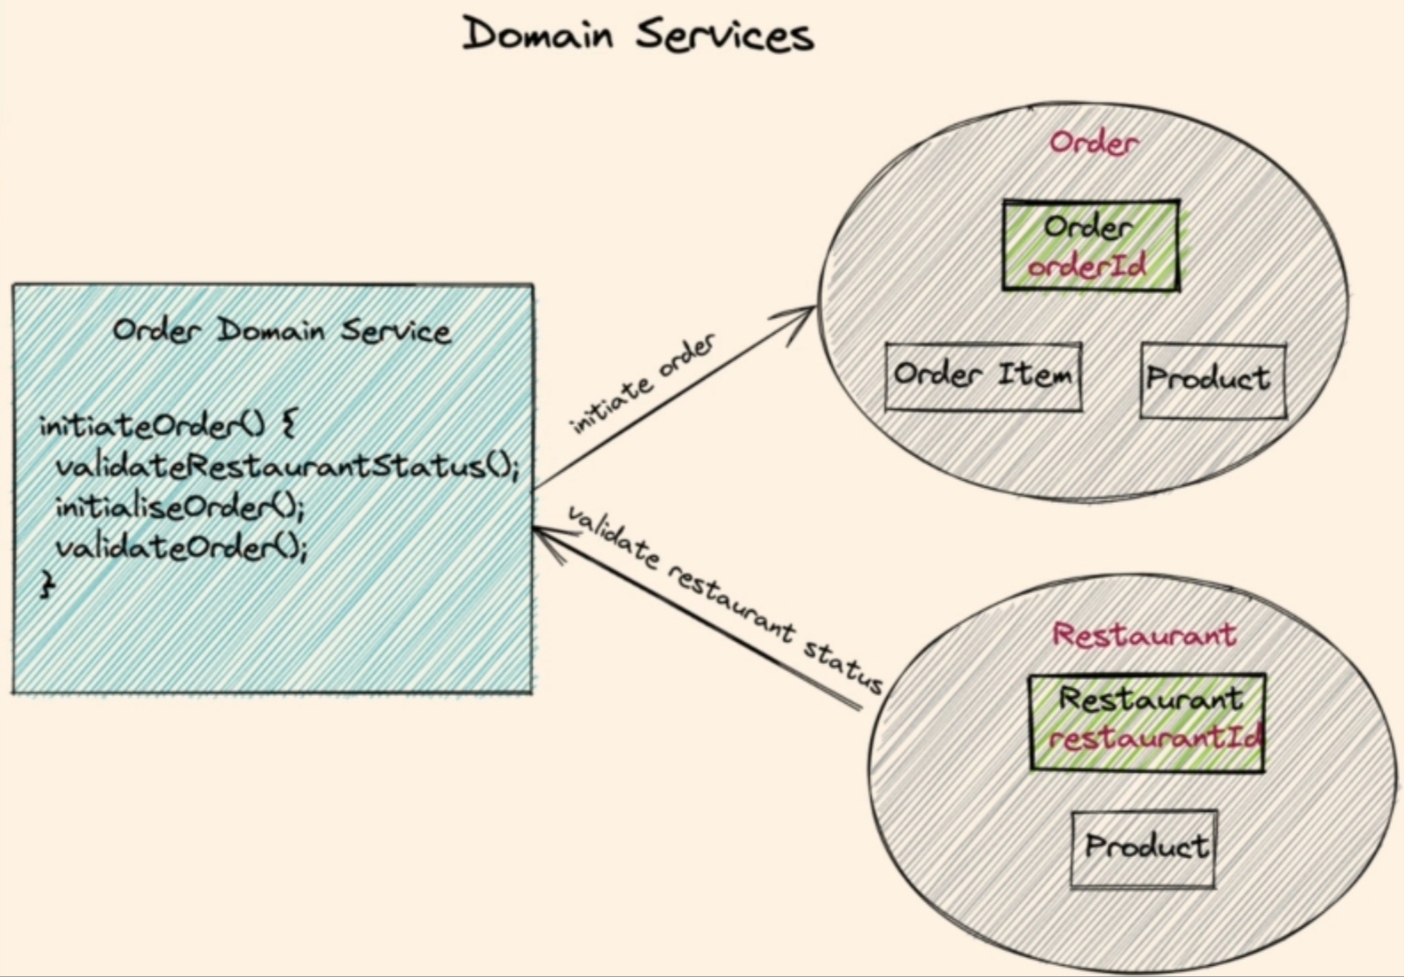 Domain Services
Order Domain Service
initiateOrder() {
validateRestaurantStatus();
initialiseOrder();
validateOrder();
}
initiate order
validate restaurant status
Order
Order
orderId
Order Item
Product
Restaurant
Restaurant
restaurantId
Product